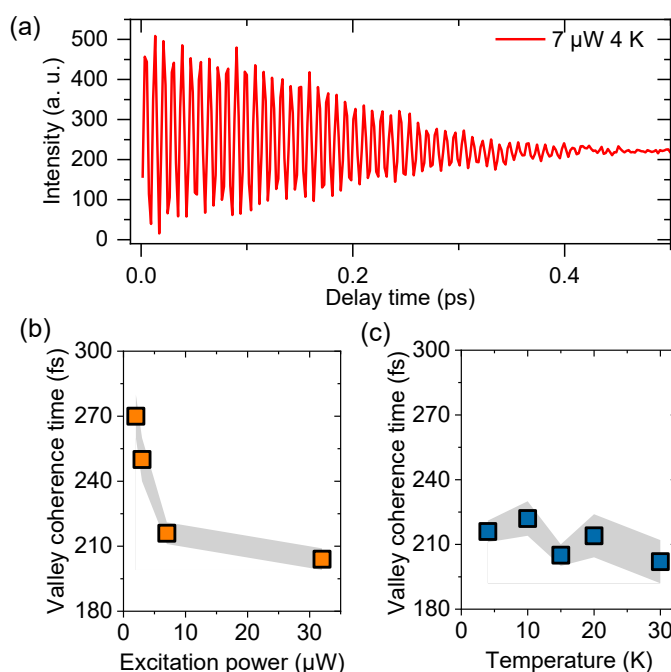 (a)
7 µW 4 K
Intensity (a. u.)
500
400
300
200
100
0
0.0 0.2 0.4
Delay time (ps)
(b)
Valley coherence time (fs)
300
270
240
210
180
0 10 20 30
Excitation power (µW)
(c)
Valley coherence time (fs)
300
270
240
210
180
0 10 20 30
Temperature (K)